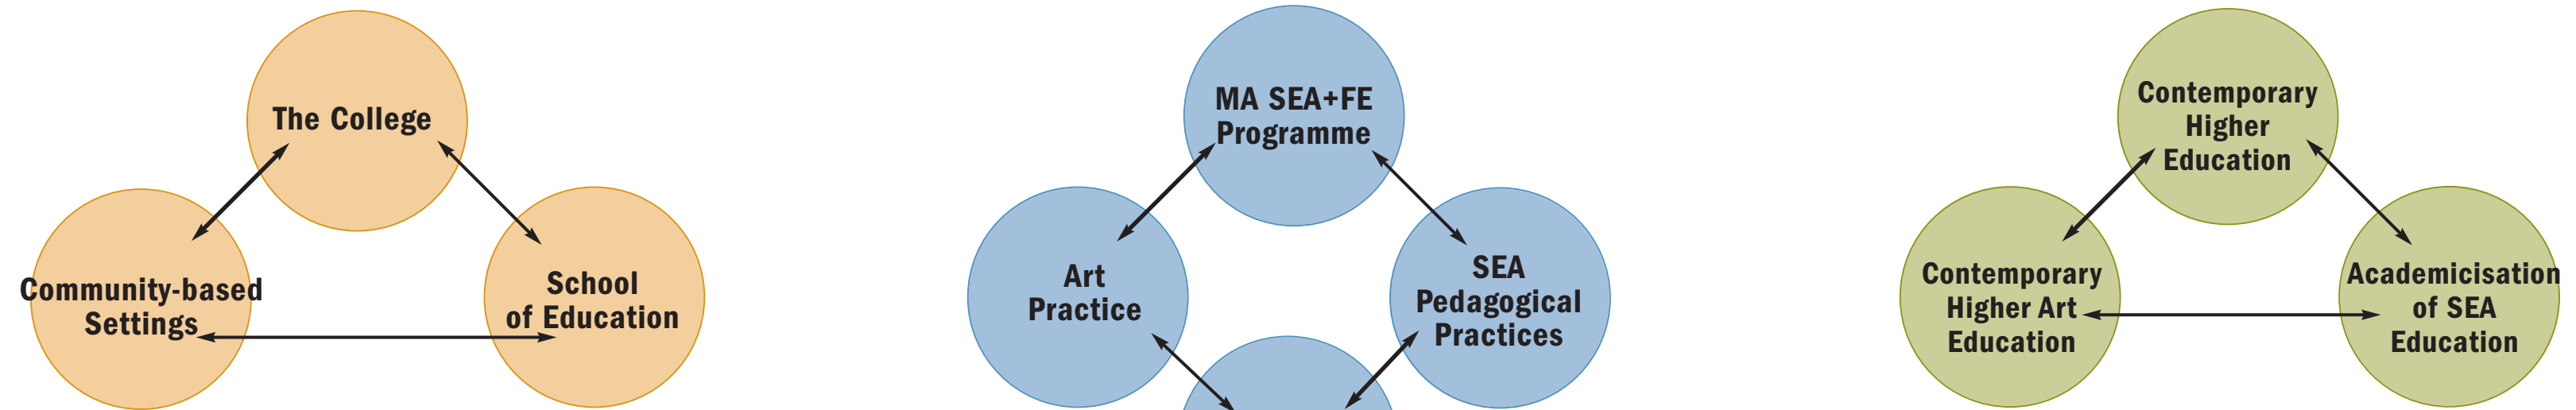 The College
Community-based
Settings
School
of Education
MA SEA+FE
Programme
Art
Practice
SEA
Pedagogical
Practices
Contemporary
Higher
Education
Contemporary
Higher Art
Education
Academicisation
of SEA
Education